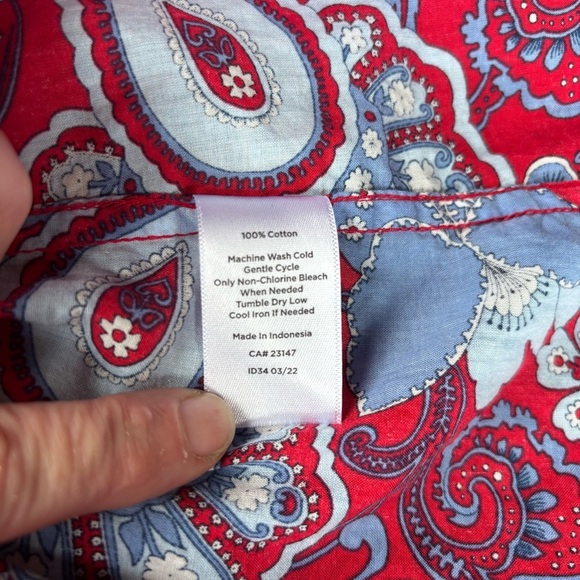 100% Cotton
Machine Wash Cold
Gentle Cycle
Only Non-Chlorine Bleach
When Needed
Tumble Dry Low
Cool Iron If Needed
Made in Indonesia
CA# 23147
ID34 03/22